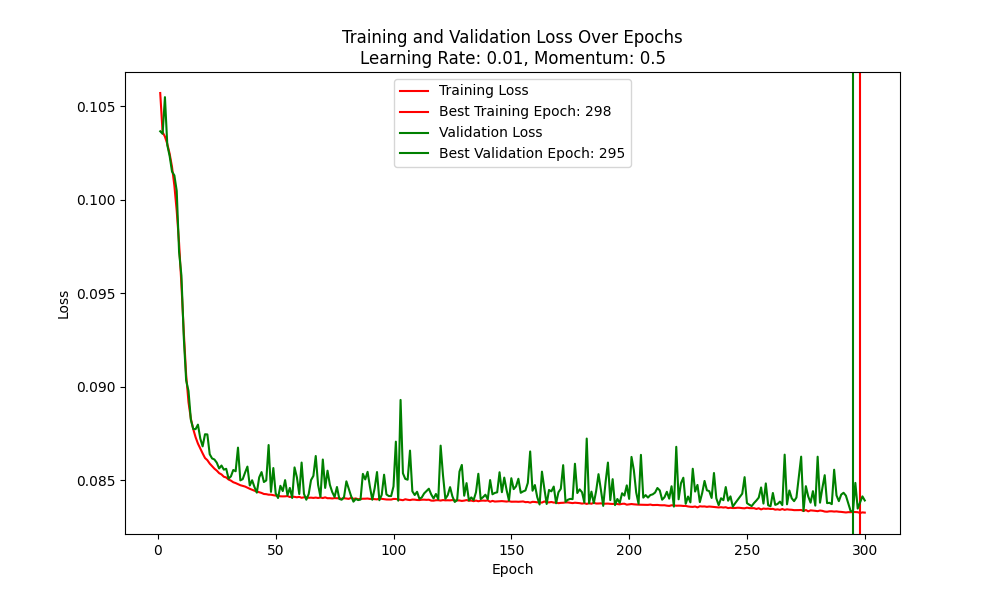 Training and Validation Loss Over Epochs
Learning Rate: 0.01, Momentum: 0.5
Training Loss
Best Training Epoch: 298
Validation Loss
Best Validation Epoch: 295
0.105
0.100
0.095
0.090
0.085
Loss
0 50 100 150 200 250 300
Epoch